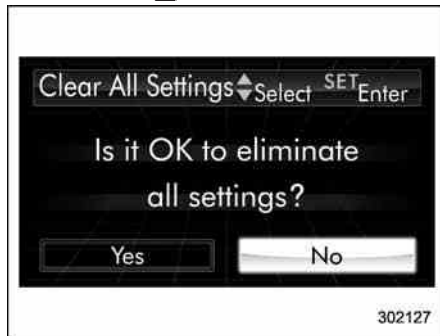 Clear All Settings Select SET Enter
Is it OK to eliminate
all settings?
Yes No
302127